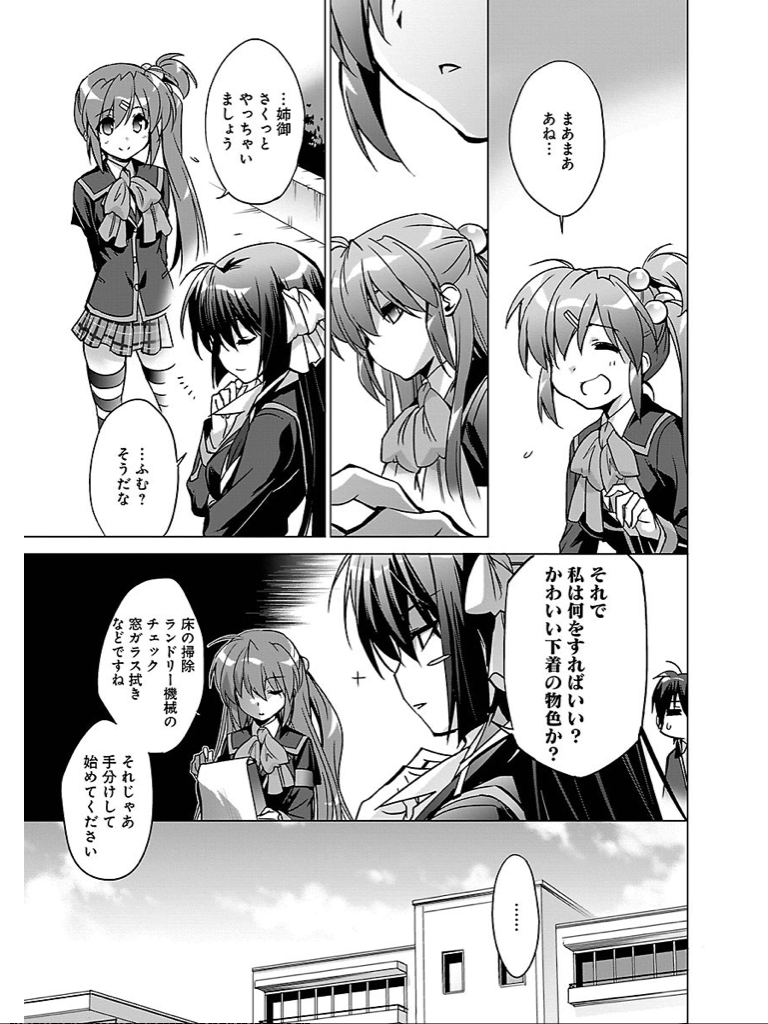 まあまあ
あね…
…姉御
さくっと
やっちゃい
ましょう
…ふむ?
そうだな
それで
私は何をすればいい?
かわいい下着の物色か?
床の掃除
ランドリー機械の
チェック
窓ガラス拭き
などですね
それじゃあ
手分けして
始めてください
……